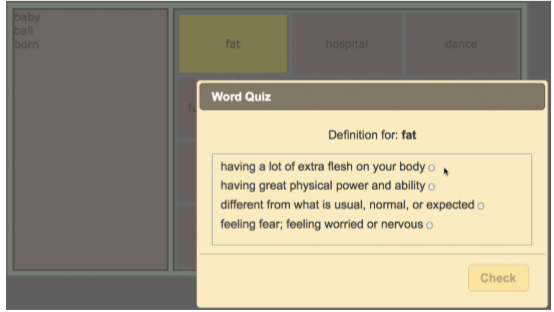 baby
ball
born
fat hospital dance
Word Quiz
Definition for: fat
having a lot of extra flesh on your body
having great physical power and ability
different from what is usual, normal, or expected
feeling fear; feeling worried or nervous
Check